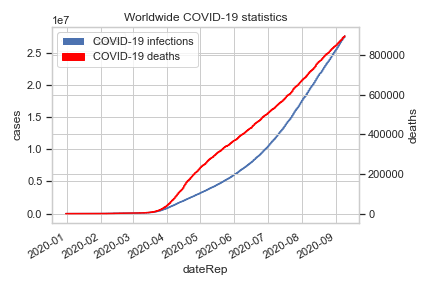 Worldwide COVID-19 statistics
1e7
COVID-19 infections
COVID-19 deaths
2.5
2.0
1.5
1.0
0.5
0.0
cases
800000
600000
400000
200000
0
deaths
2020-01
2020-02
2020-03
2020-04
2020-05
2020-06
2020-07
2020-08
2020-09
dateRep